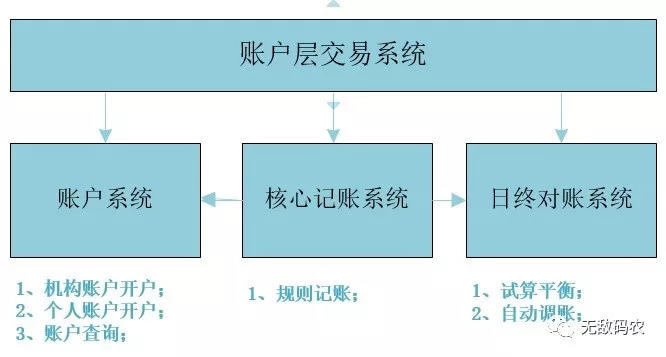 账户层交易系统
账户系统
核心记账系统
日终对账系统
1、机构账户开户;
2、个人账户开户;
3、账户查询;
1、规则记账;
1、试算平衡;
2、自动调账;
无敌码农